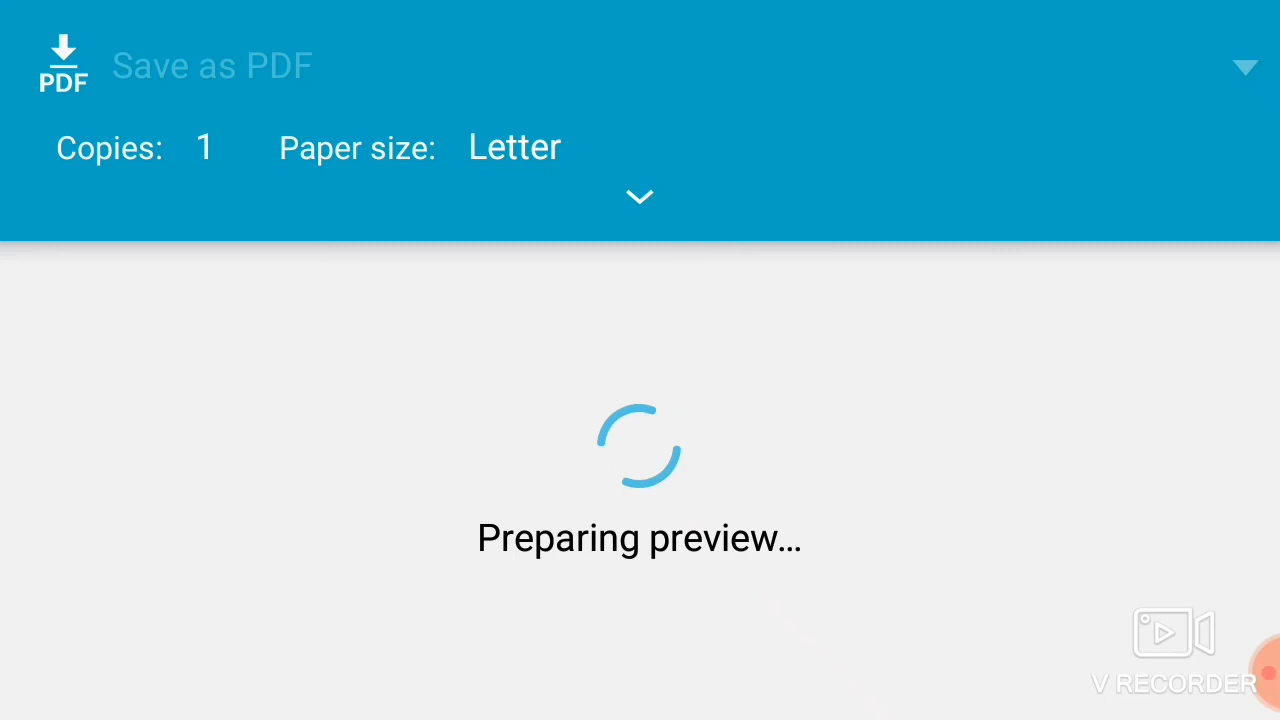 PDF Save as PDF
Copies: 1 Paper size: Letter
Preparing preview...
V RECORDER